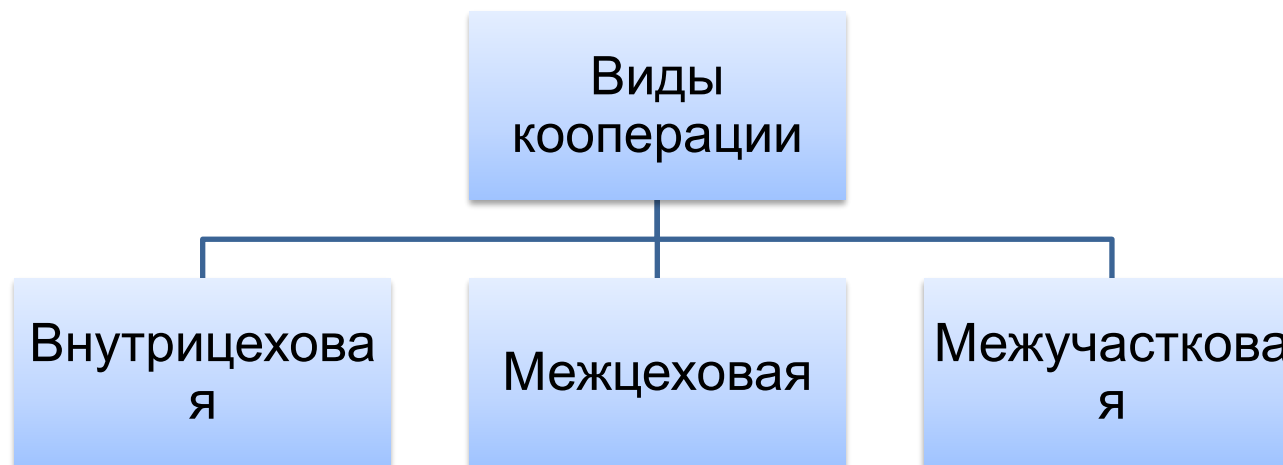 Виды
кооперации
Внутрицехова
я
Межцеховая
Межучасткова
я